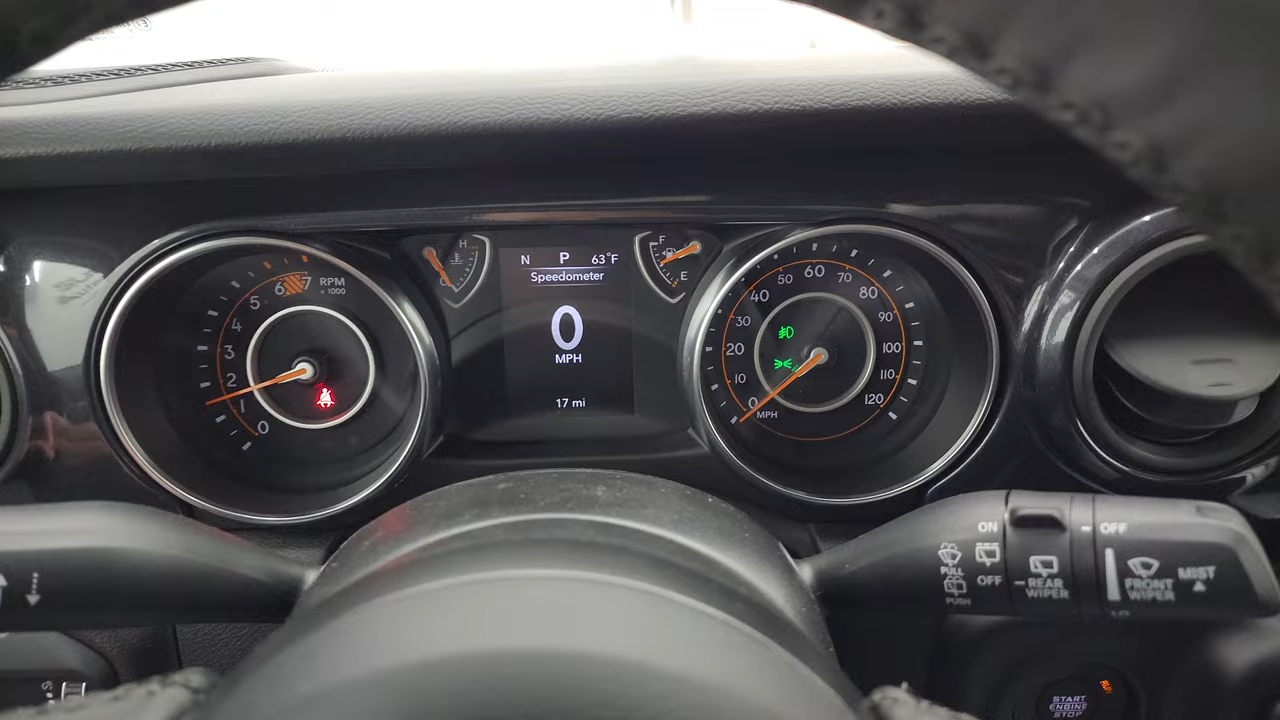 7
6
5
4
3
2
1
0
RPM
× 1000
H
C
N P 63°F
Speedometer
0
MPH
17 mi
F
E
0
10
20
30
40
50
60
70
80
90
100
110
120
MPH
ON
OFF
PULL
PUSH
REAR
WIPER
OFF
FRONT
WIPER
MIST
START
ENGINE
STOP
RUN